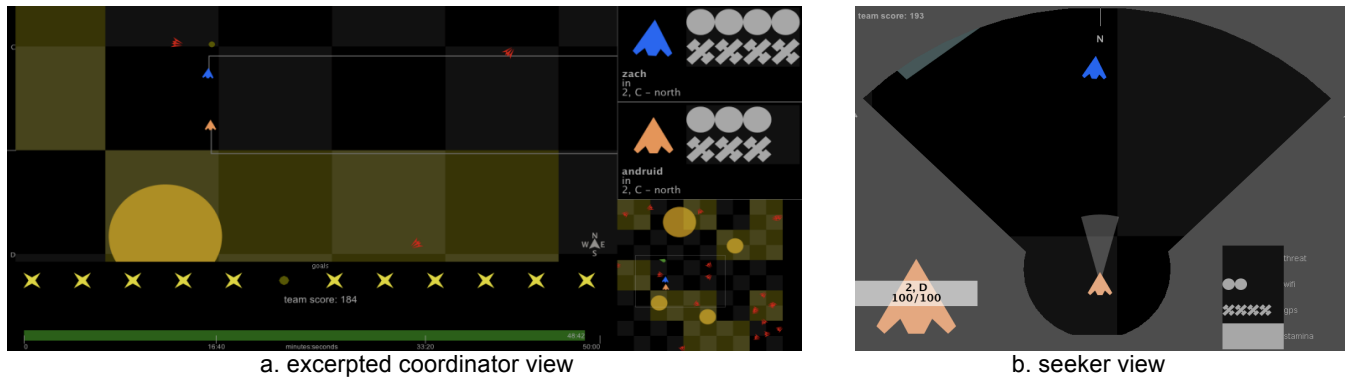 C
D
N
W E
S
goals
team score: 184
48:42
0 16:40 minutes:seconds 33:20 50:00
zach
in
2, C – north
andruid
in
2, C – north
team score: 193
N
2, D
100/100
threat
wifi
gps
stamina
a. excerpted coordinator view
b. seeker view